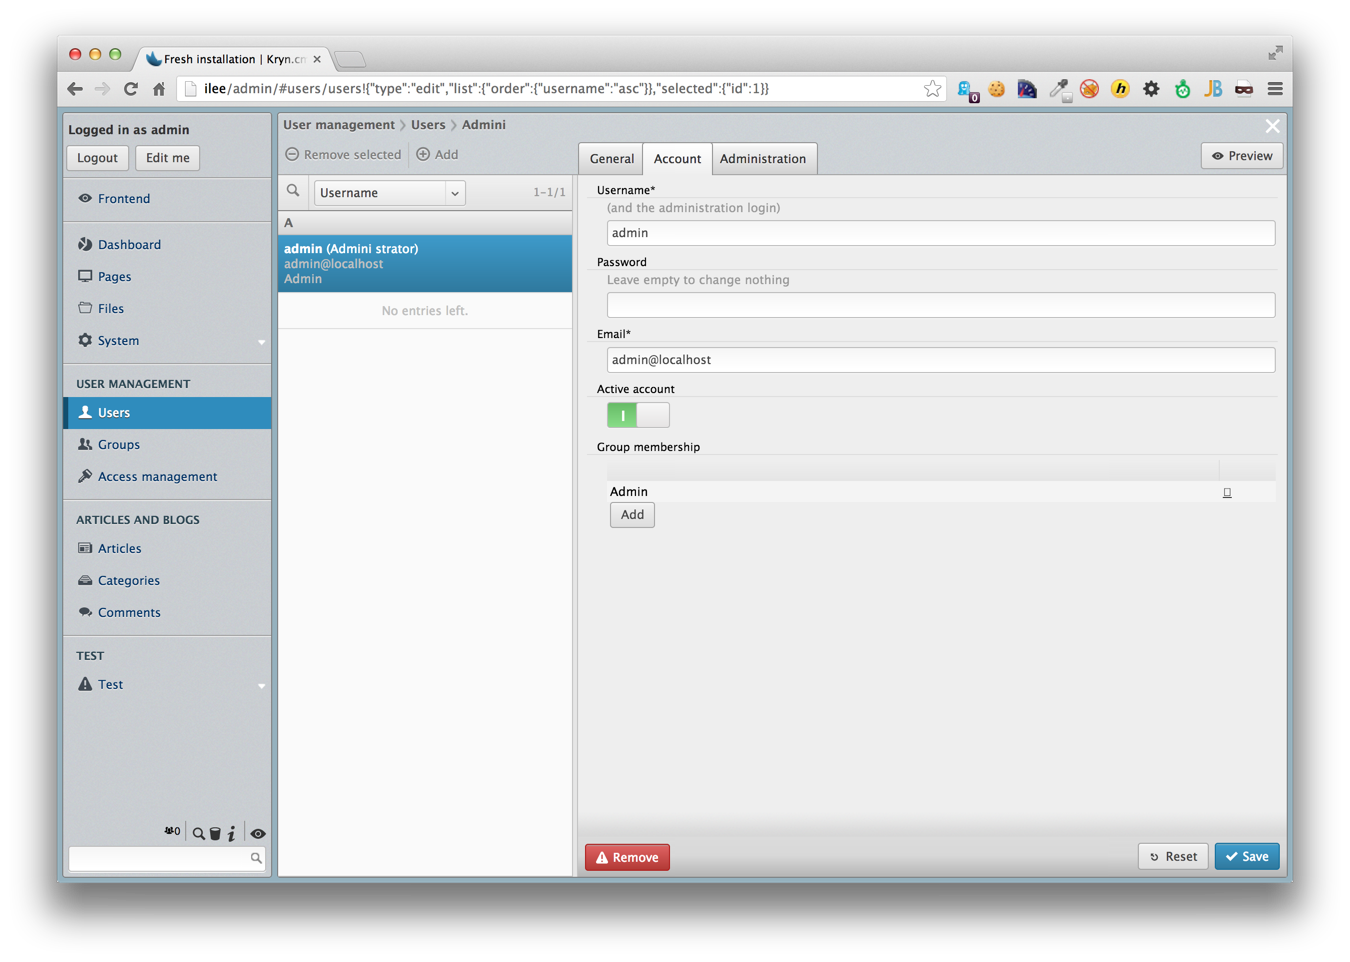 Fresh installation | Kryn.cn
ilee/admin/#users/users!{"type":"edit","list":{"order":{"username":"asc"}},"selected":{"id":1}}
0
h
JB
Logged in as admin
Logout
Edit me
Frontend
Dashboard
Pages
Files
System
USER MANAGEMENT
Users
Groups
Access management
ARTICLES AND BLOGS
Articles
Categories
Comments
TEST
Test
0
User management
Users
Admini
Remove selected
Add
Username
1–1/1
A
admin (Admini strator)
admin@localhost
Admin
No entries left.
General
Account
Administration
Preview
Username*
(and the administration login)
admin
Password
Leave empty to change nothing
Email*
admin@localhost
Active account
Group membership
Admin
Add
Remove
Reset
Save